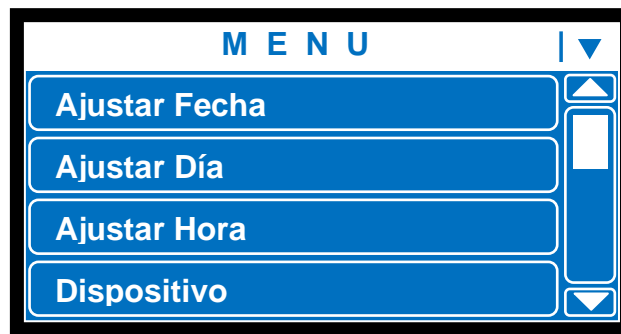 M E N U
Ajustar Fecha
Ajustar Día
Ajustar Hora
Dispositivo